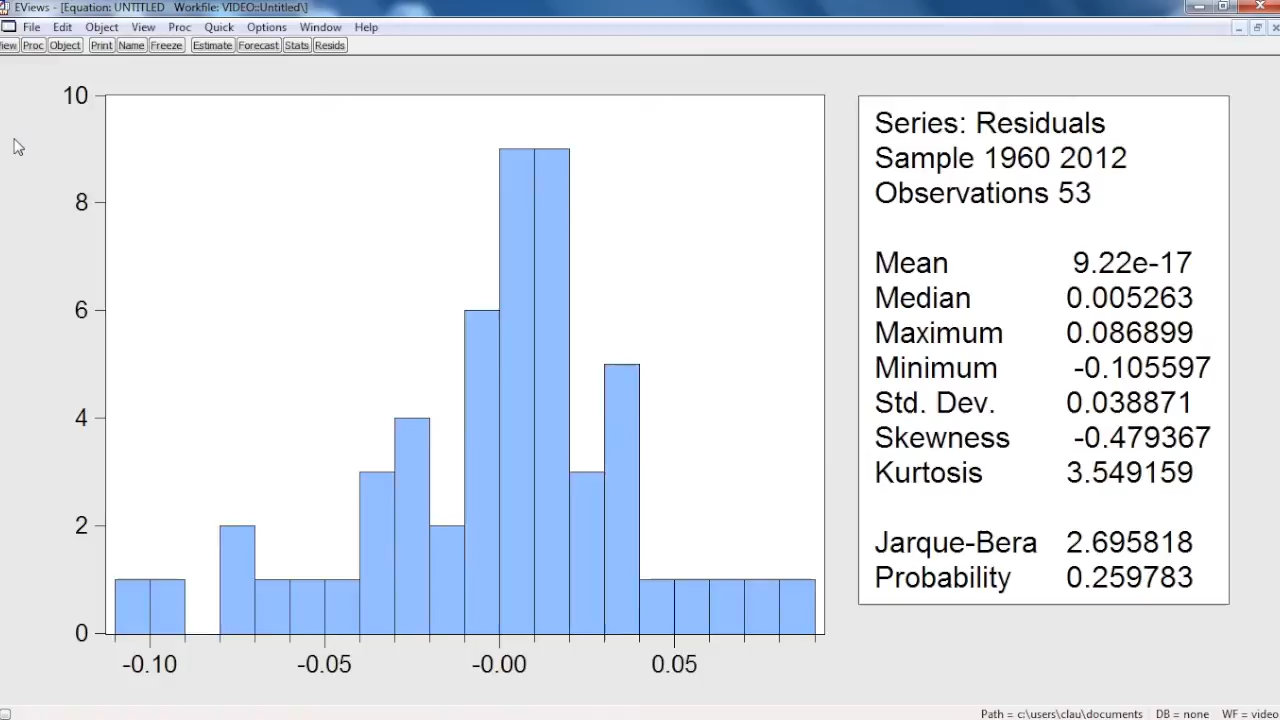 EViews - [Equation: UNTITLED Workfile: VIDEO::Untitled\]
File Edit Object View Proc Quick Options Window Help
View Proc Object Print Name Freeze Estimate Forecast Stats Resids
10
8
6
4
2
0
-0.10 -0.05 -0.00 0.05
Series: Residuals
Sample 1960 2012
Observations 53
Mean 9.22e-17
Median 0.005263
Maximum 0.086899
Minimum -0.105597
Std. Dev. 0.038871
Skewness -0.479367
Kurtosis 3.549159
Jarque-Bera 2.695818
Probability 0.259783
Path = c:\users\clau\documents DB = none WF = video